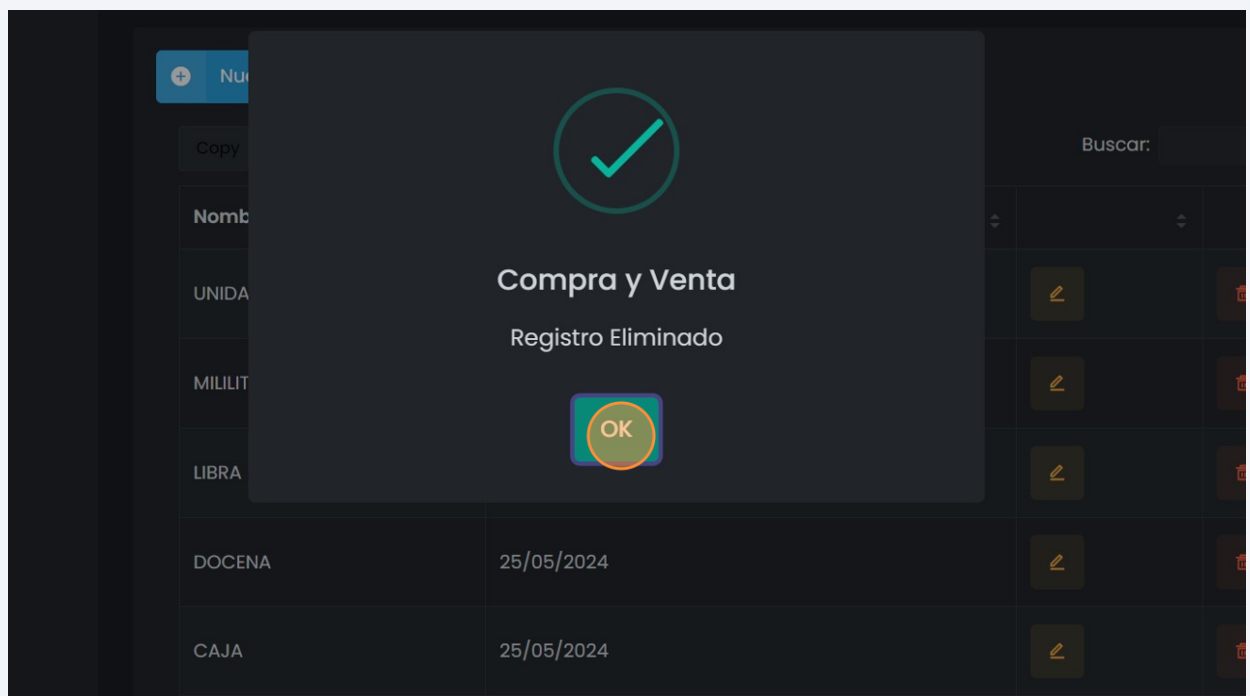 Nu
Copy
Buscar:
Nomb
UNIDA
MILILIT
LIBRA
Compra y Venta
Registro Eliminado
OK
DOCENA 25/05/2024
CAJA 25/05/2024